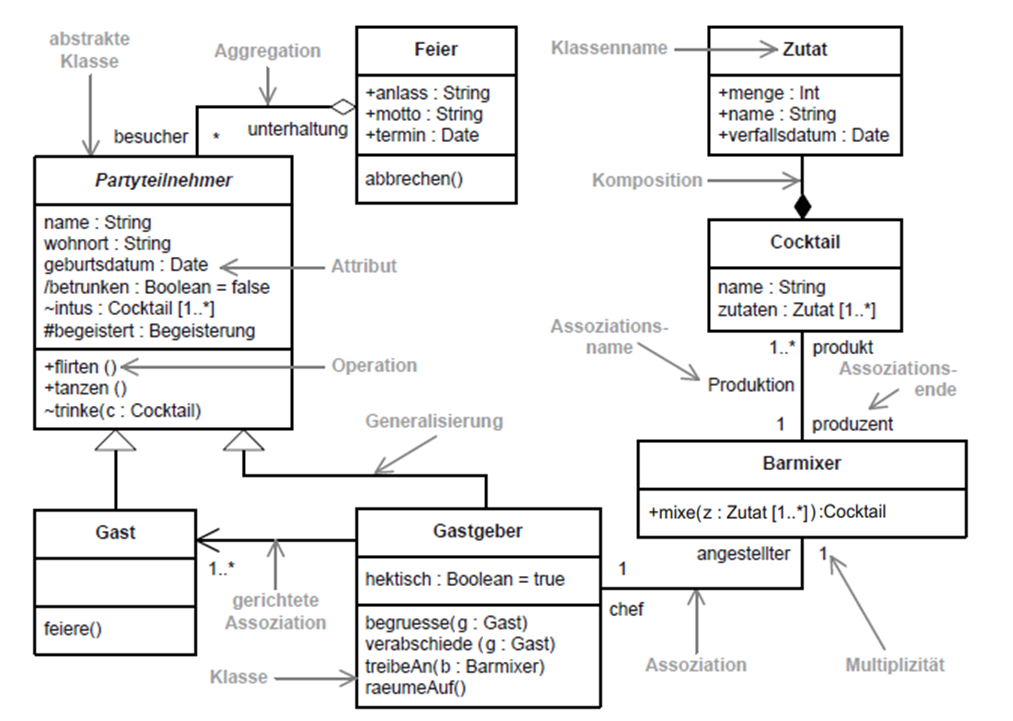 abstrakte
Klasse
Aggregation
besucher
*
unterhaltung
Feier
+anlass : String
+motto : String
+termin : Date
abbrechen()
Klassenname
Zutat
+menge : Int
+name : String
+verfallsdatum : Date
Komposition
Partyteilnehmer
name : String
wohnort : String
geburtsdatum : Date
/betrunken : Boolean = false
~intus : Cocktail [1..*]
#begeistert : Begeisterung
+flirten ()
+tanzen ()
~trinke(c : Cocktail)
Attribut
Operation
Cocktail
name : String
zutaten : Zutat [1..*]
Assoziations-
name
1..*
produkt
Produktion
Assoziations-
ende
1
produzent
Generalisierung
Barmixer
+mixe(z : Zutat [1..*] ) :Cocktail
Gast
feiere()
1..*
gerichtete
Assoziation
Gastgeber
hektisch : Boolean = true
begruesse(g : Gast)
verabschiede (g : Gast)
treibeAn(b : Barmixer)
raeumeAuf()
Klasse
1
chef
angestellter
1
Assoziation
Multiplizität